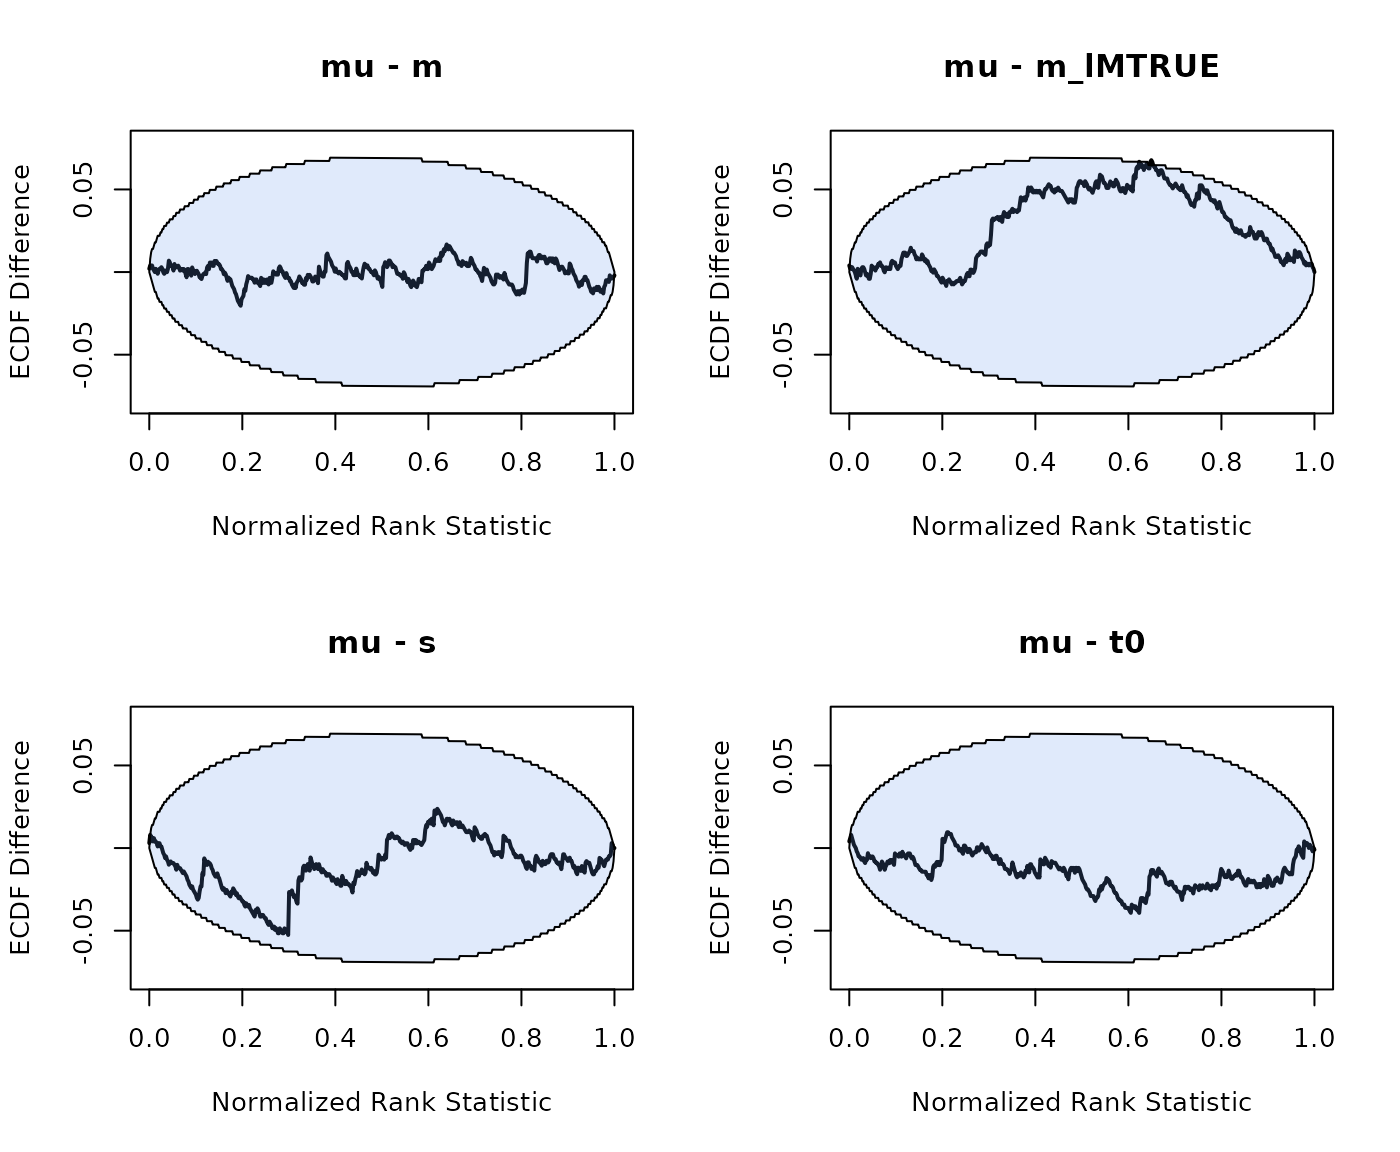 mu - m
ECDF Difference
0.05
-0.05
0.0 0.2 0.4 0.6 0.8 1.0
Normalized Rank Statistic
mu - m_lMTRUE
ECDF Difference
0.05
-0.05
0.0 0.2 0.4 0.6 0.8 1.0
Normalized Rank Statistic
mu - s
ECDF Difference
0.05
-0.05
0.0 0.2 0.4 0.6 0.8 1.0
Normalized Rank Statistic
mu - t0
ECDF Difference
0.05
-0.05
0.0 0.2 0.4 0.6 0.8 1.0
Normalized Rank Statistic